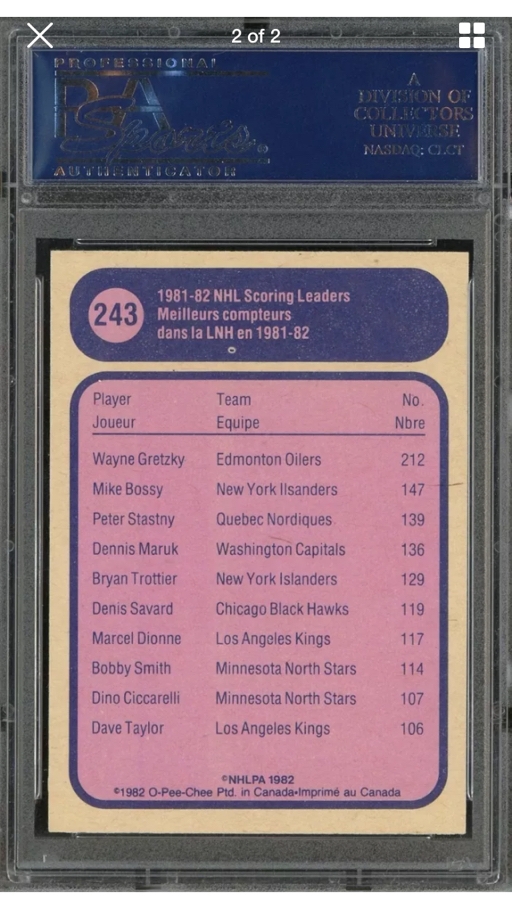 2 of 2
PROFESSIONAL
PSA
Sports
AUTHENTICATOR
A
DIVISION OF
COLLECTORS
UNIVERSE
NASDAQ: CLCT
243
1981-82 NHL Scoring Leaders
Meilleurs compteurs
dans la LNH en 1981-82
Player Team No.
Joueur Equipe Nbre
Wayne Gretzky Edmonton Oilers 212
Mike Bossy New York Ilsanders 147
Peter Stastny Quebec Nordiques 139
Dennis Maruk Washington Capitals 136
Bryan Trottier New York Islanders 129
Denis Savard Chicago Black Hawks 119
Marcel Dionne Los Angeles Kings 117
Bobby Smith Minnesota North Stars 114
Dino Ciccarelli Minnesota North Stars 107
Dave Taylor Los Angeles Kings 106
©NHLPA 1982
©1982 O-Pee-Chee Ptd. in Canada•Imprimé au Canada